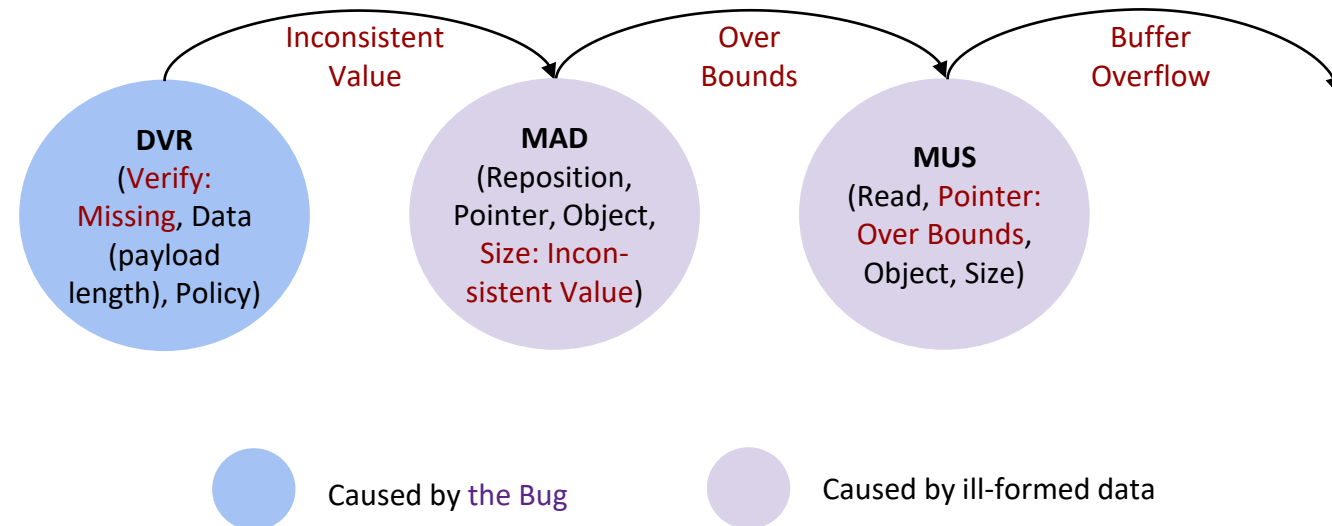 Inconsistent
Value
Over
Bounds
Buffer
Overflow
DVR
(Verify:
Missing, Data
(payload
length), Policy)
MAD
(Reposition,
Pointer, Object,
Size: Incon-
sistent Value)
MUS
(Read, Pointer:
Over Bounds,
Object, Size)
Caused by the Bug
Caused by ill-formed data